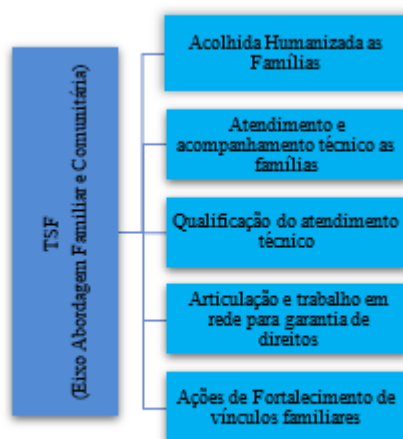 TSF
(Eixo Abordagem Familiar e Comunitária)
Acolhida Humanizada as
Famílias
Atendimento e
acompanhamento técnico as
famílias
Qualificação do atendimento
técnico
Articulação e trabalho em
rede para garantia de
direitos
Ações de Fortalecimento de
vínculos familiares